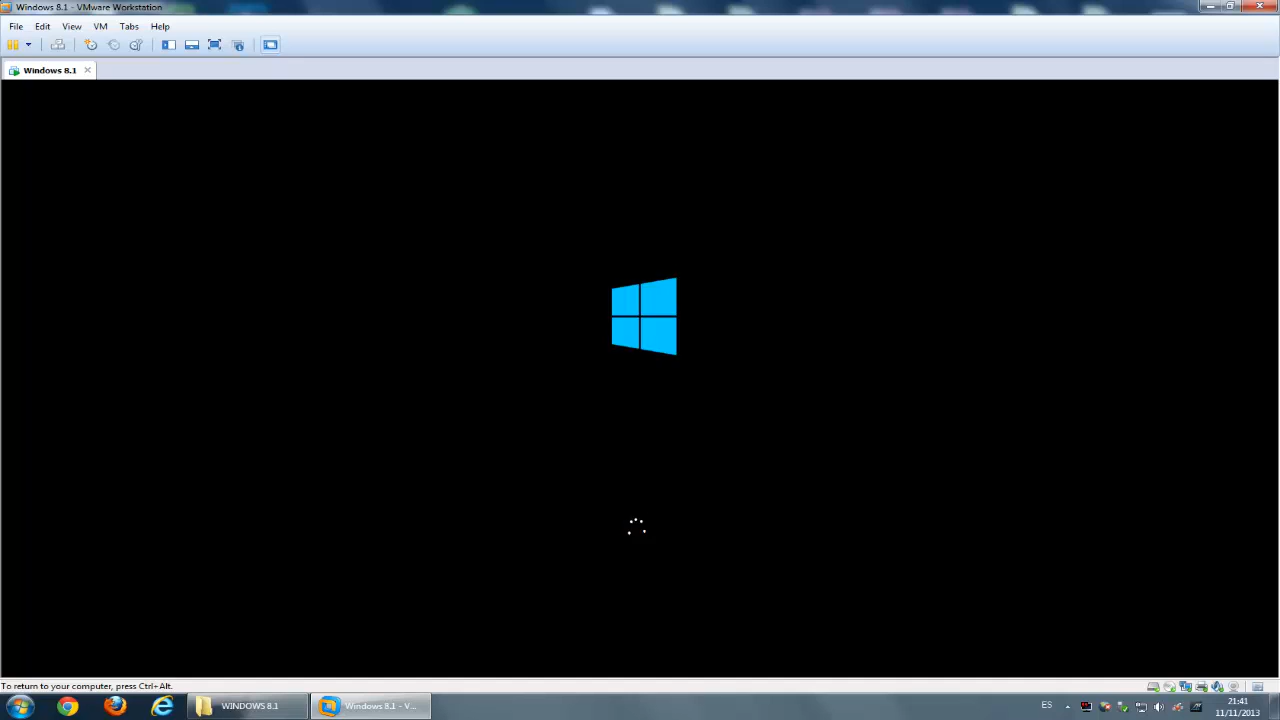 Windows 8.1 - VMware Workstation
File Edit View VM Tabs Help
Windows 8.1
To return to your computer, press Ctrl+Alt.
WINDOWS 8.1
Windows 8.1 - V...
ES
21:41
11/11/2013